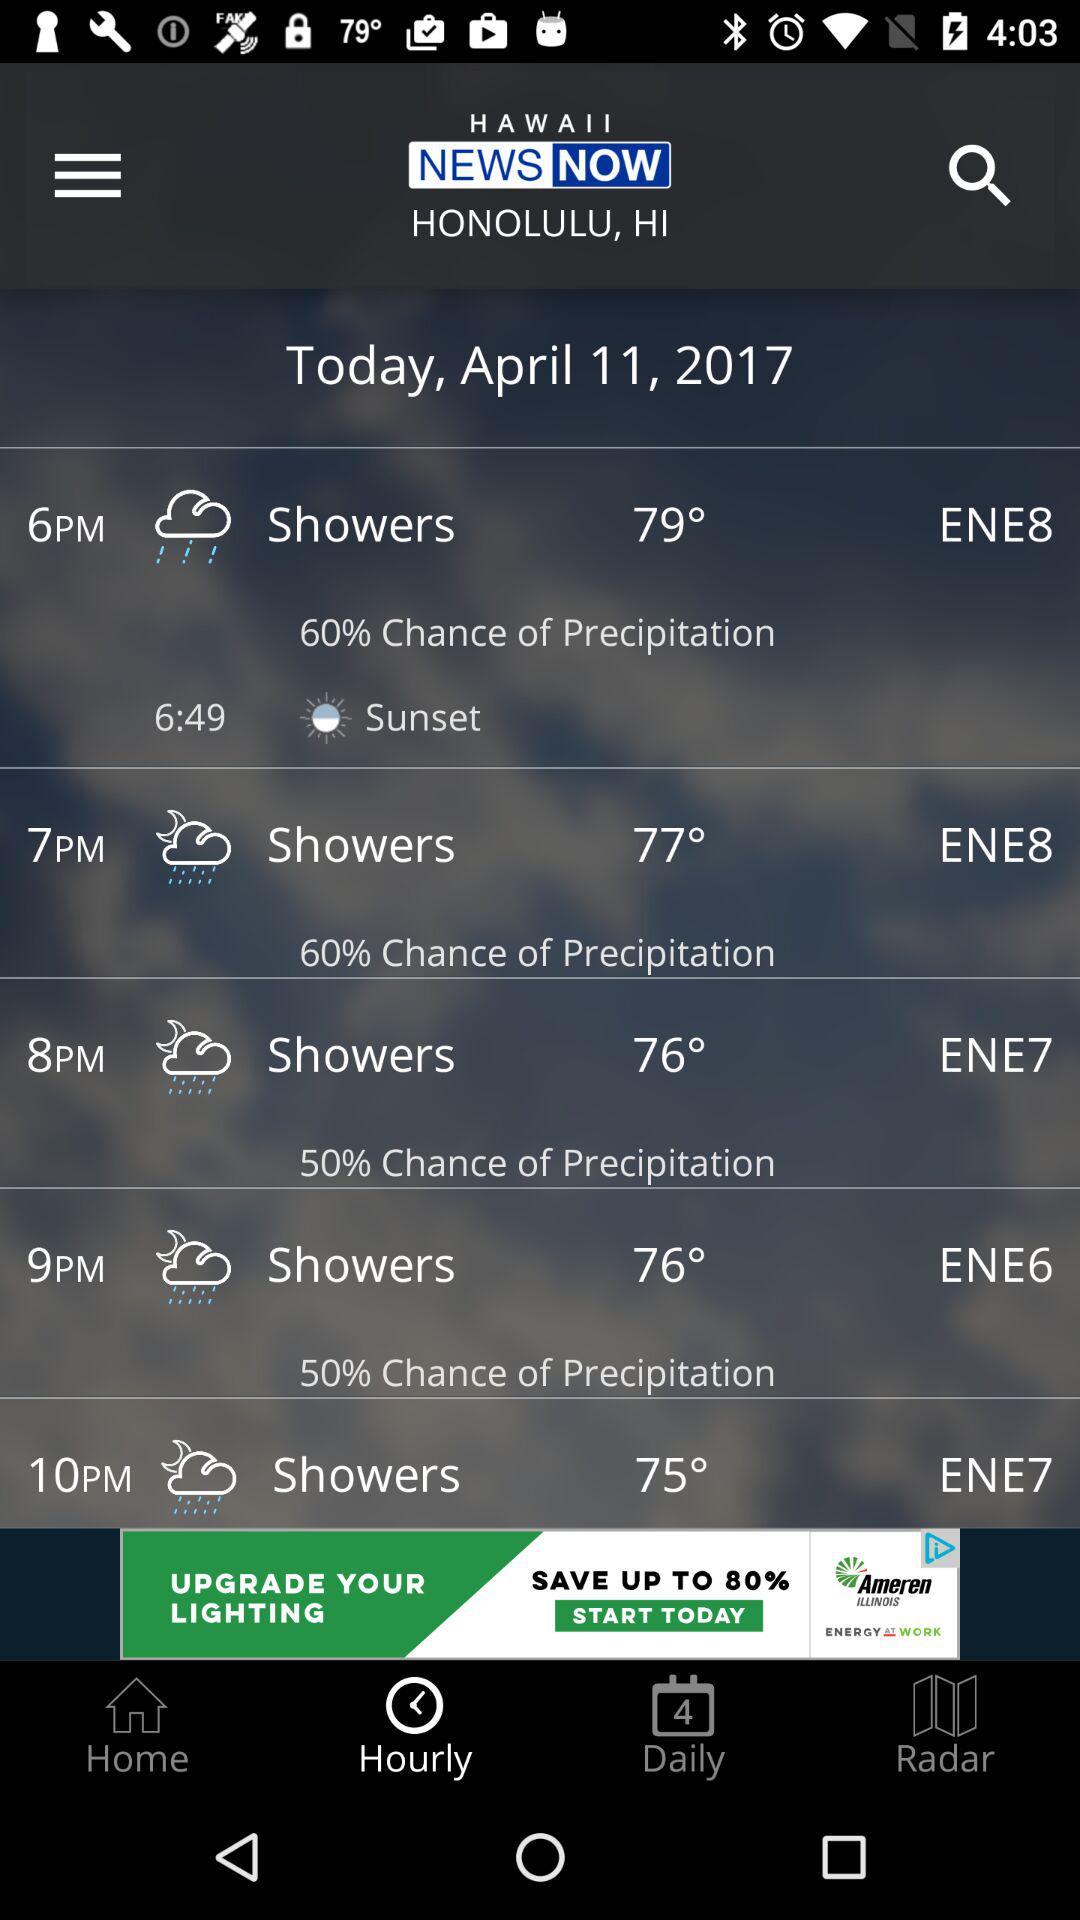 FAKE 79° 4:03
HAWAII
NEWS NOW
HONOLULU, HI
Today, April 11, 2017
6PM Showers 79° ENE8
60% Chance of Precipitation
6:49 Sunset
7PM Showers 77° ENE8
60% Chance of Precipitation
8PM Showers 76° ENE7
50% Chance of Precipitation
9PM Showers 76° ENE6
50% Chance of Precipitation
10PM Showers 75° ENE7
UPGRADE YOUR
LIGHTING
SAVE UP TO 80%
START TODAY
Ameren
ILLINOIS
ENERGY AT WORK
Home Hourly 4 Daily Radar